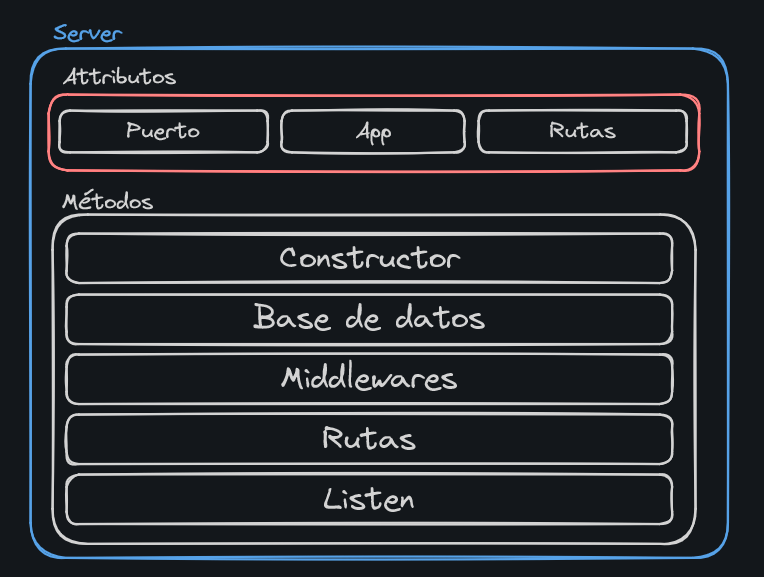 Server
Attributos
Puerto
App
Rutas
Métodos
Constructor
Base de datos
Middlewares
Rutas
Listen